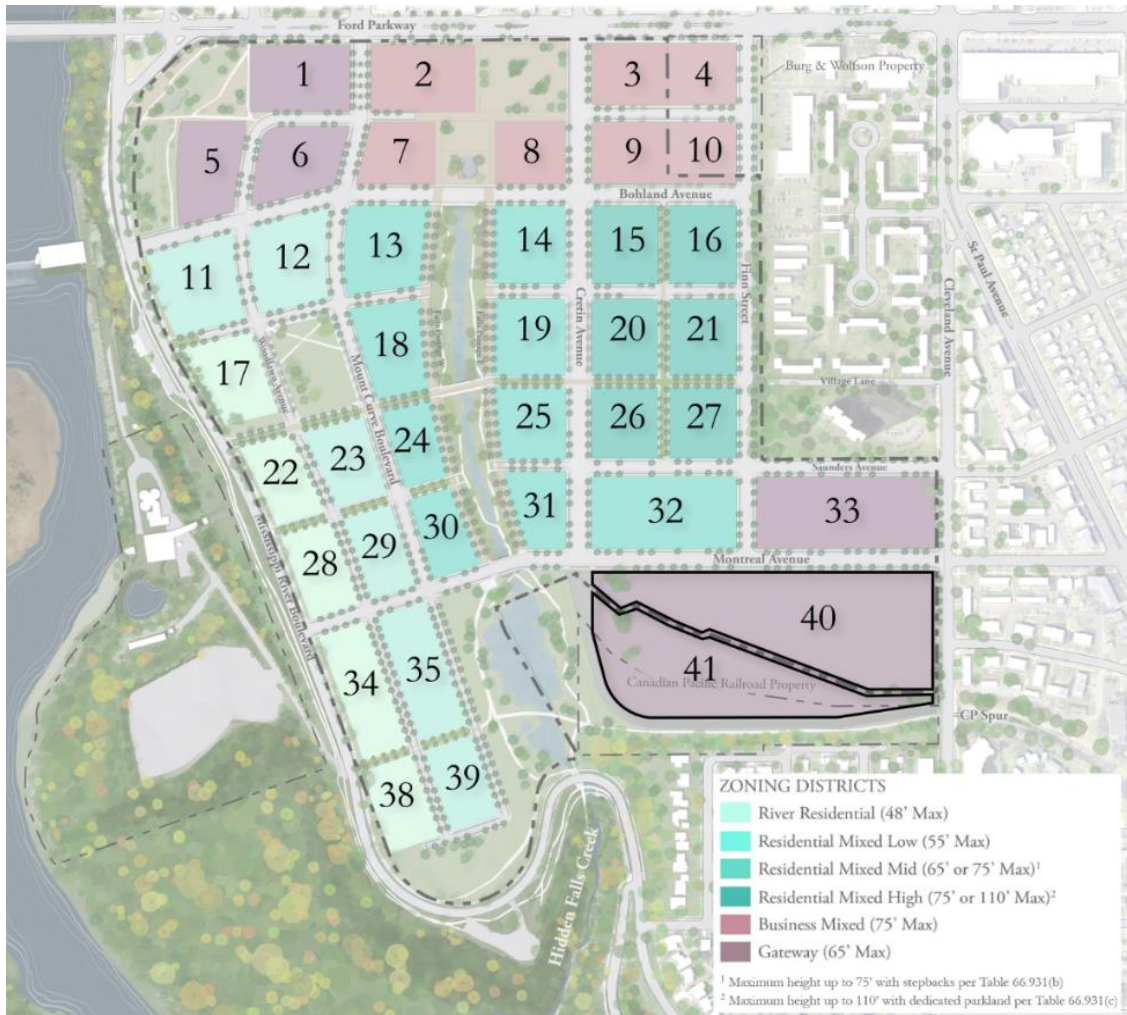 Ford Parkway
1 2 3 4
Burg & Wolfson Property
5 6 7 8 9 10
Bohland Avenue
11 12 13 14 15 16
Cretin Avenue
Finn Street
Cleveland Avenue
St Paul Avenue
17 18 19 20 21
Woodlawn Avenue
Mount Curve Boulevard
Village Lane
22 23 24 25 26 27
Saunders Avenue
28 29 30 31 32 33
Mississippi River Boulevard
Montreal Avenue
34 35 40
41
Canadian Pacific Railroad Property
CP Spur
38 39
Hidden Falls Creek
ZONING DISTRICTS
River Residential (48’ Max)
Residential Mixed Low (55’ Max)
Residential Mixed Mid (65’ or 75’ Max)¹
Residential Mixed High (75’ or 110’ Max)²
Business Mixed (75’ Max)
Gateway (65’ Max)
¹ Maximum height up to 75’ with stepbacks per Table 66.931(b)
² Maximum height up to 110’ with dedicated parkland per Table 66.931(c)